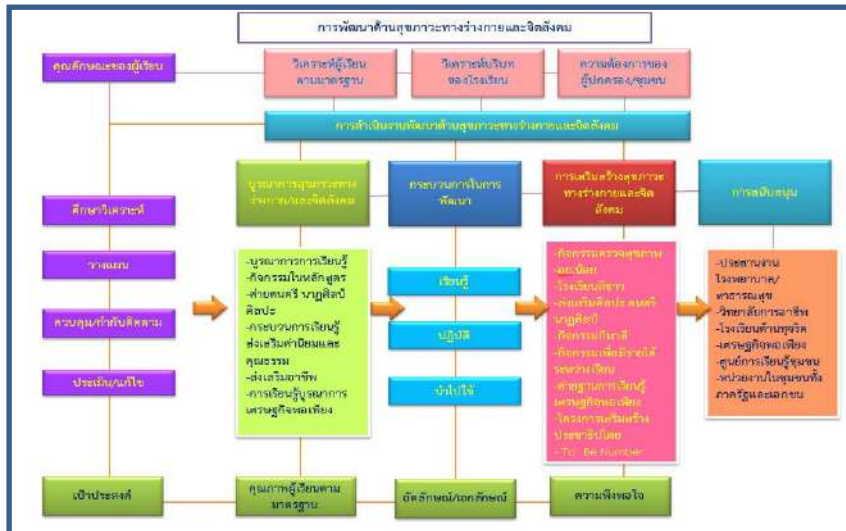 การพัฒนาด้านสุขภาวะทางร่างกายและจิตสังคม
คุณลักษณะของผู้เรียน
วิเคราะห์ผู้เรียน
ตามมาตรฐาน
วิเคราะห์บริบท
ของโรงเรียน
ความต้องการของ
ผู้ปกครอง/ชุมชน
การดำเนินงานพัฒนาด้านสุขภาวะทางร่างกายและจิตสังคม
บูรณาการสุขภาวะทาง
ร่างกาย/และจิตสังคม
กระบวนการในการ
พัฒนา
การเสริมสร้างสุขภาวะ
ทางร่างกายและจิต
สังคม
การสนับสนุน
ศึกษาวิเคราะห์
วางแผน
ควบคุม/กำกับติดตาม
ประเมิน/แก้ไข
-บูรณาการการเรียนรู้
-กิจกรรมในหลักสูตร
-ค่ายดนตรี นาฏศิลป์
ศิลปะ
-กระบวนการเรียนรู้
ส่งเสริมค่านิยมและ
คุณธรรม
-ส่งเสริมอาชีพ
-การเรียนรู้บูรณาการ
เศรษฐกิจพอเพียง
เรียนรู้
ปฏิบัติ
นำไปใช้
-กิจกรรมตรวจสุขภาพ
-อย.น้อย
-โรงเรียนสีขาว
-ส่งเสริมศิลปะ ดนตรี
นาฏศิลป์
-กิจกรรมกีฬาสี
-กิจกรรมเพื่อมีรายได้
ระหว่างเรียน
-ค่ายฐานการเรียนรู้
เศรษฐกิจพอเพียง
-โครงการเสริมสร้าง
ประชาธิปไตย
- To Be Number
-ประสานงาน
โรงพยาบาล/
สาธารณสุข
-วิทยาลัยการอาชีพ
-โรงเรียนต้านทุจริต
-เศรษฐกิจพอเพียง
-ศูนย์การเรียนรู้ชุมชน
-หน่วยงานในชุมชนทั้ง
ภาครัฐและเอกชน
เป้าประสงค์
คุณภาพผู้เรียนตาม
มาตรฐาน
อัตลักษณ์/เอกลักษณ์
ความพึงพอใจ